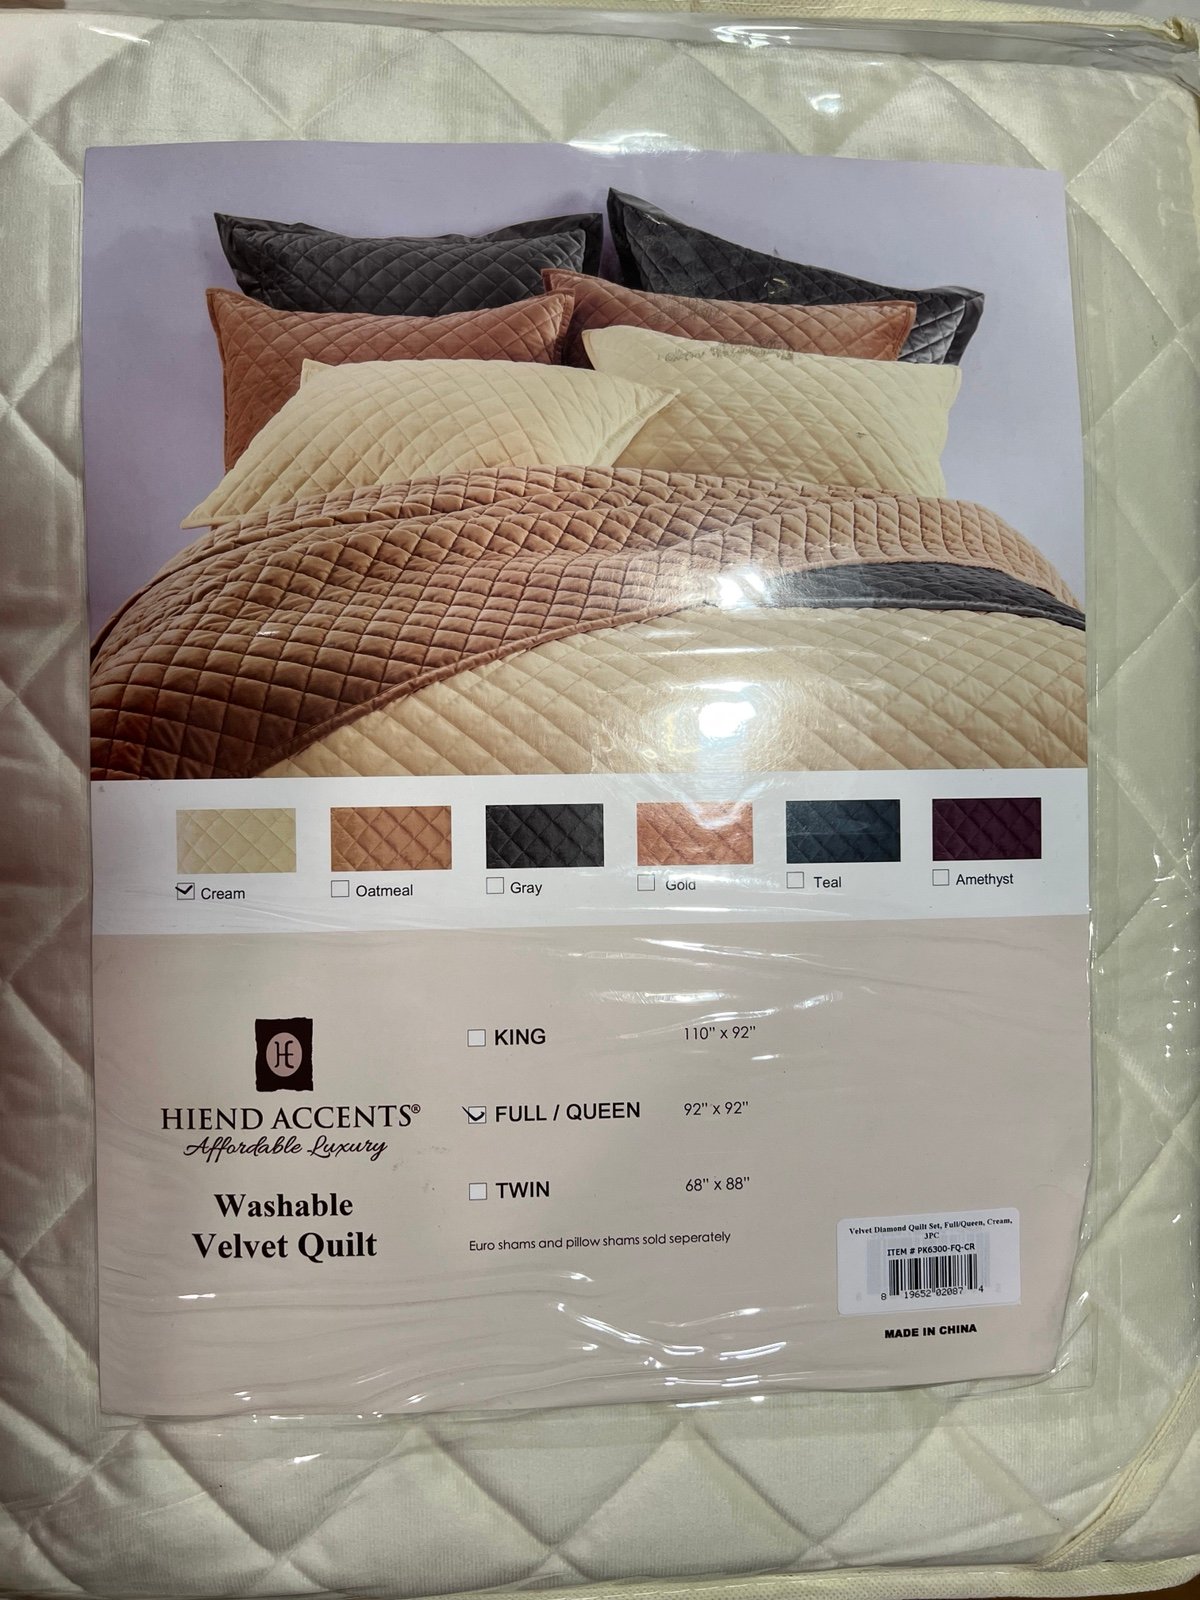 Cream
Oatmeal
Gray
Gold
Teal
Amethyst
HIEND ACCENTS®
Affordable Luxury
Washable
Velvet Quilt
KING 110" x 92"
FULL / QUEEN 92" x 92"
TWIN 68" x 88"
Euro shams and pillow shams sold seperately
Velvet Diamond Quilt Set, Full/Queen, Cream,
3PC
ITEM # PK6300-FQ-CR
8 19652 02087 4
MADE IN CHINA